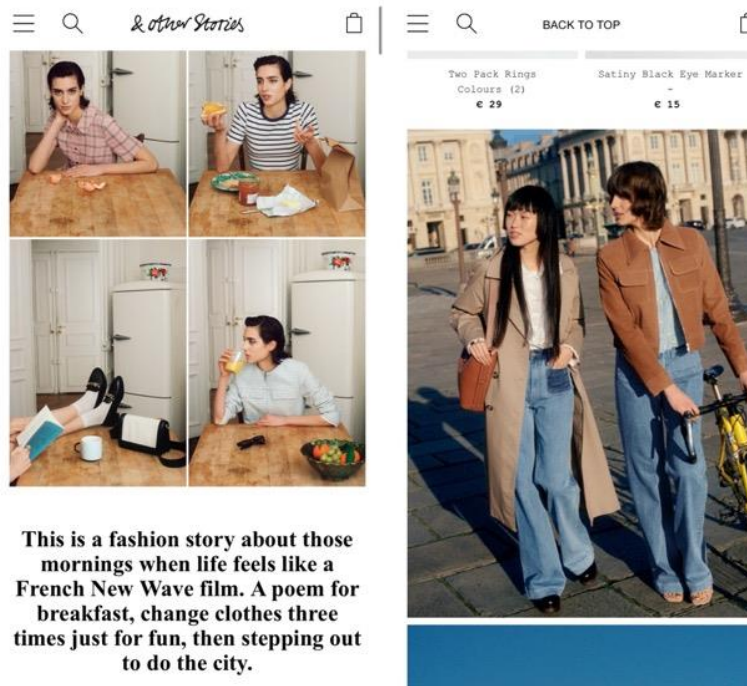 & other Stories
This is a fashion story about those
mornings when life feels like a
French New Wave film. A poem for
breakfast, change clothes three
times just for fun, then stepping out
to do the city.
BACK TO TOP
Two Pack Rings
Colours (2)
€ 29
Satiny Black Eye Marker
-
€ 15